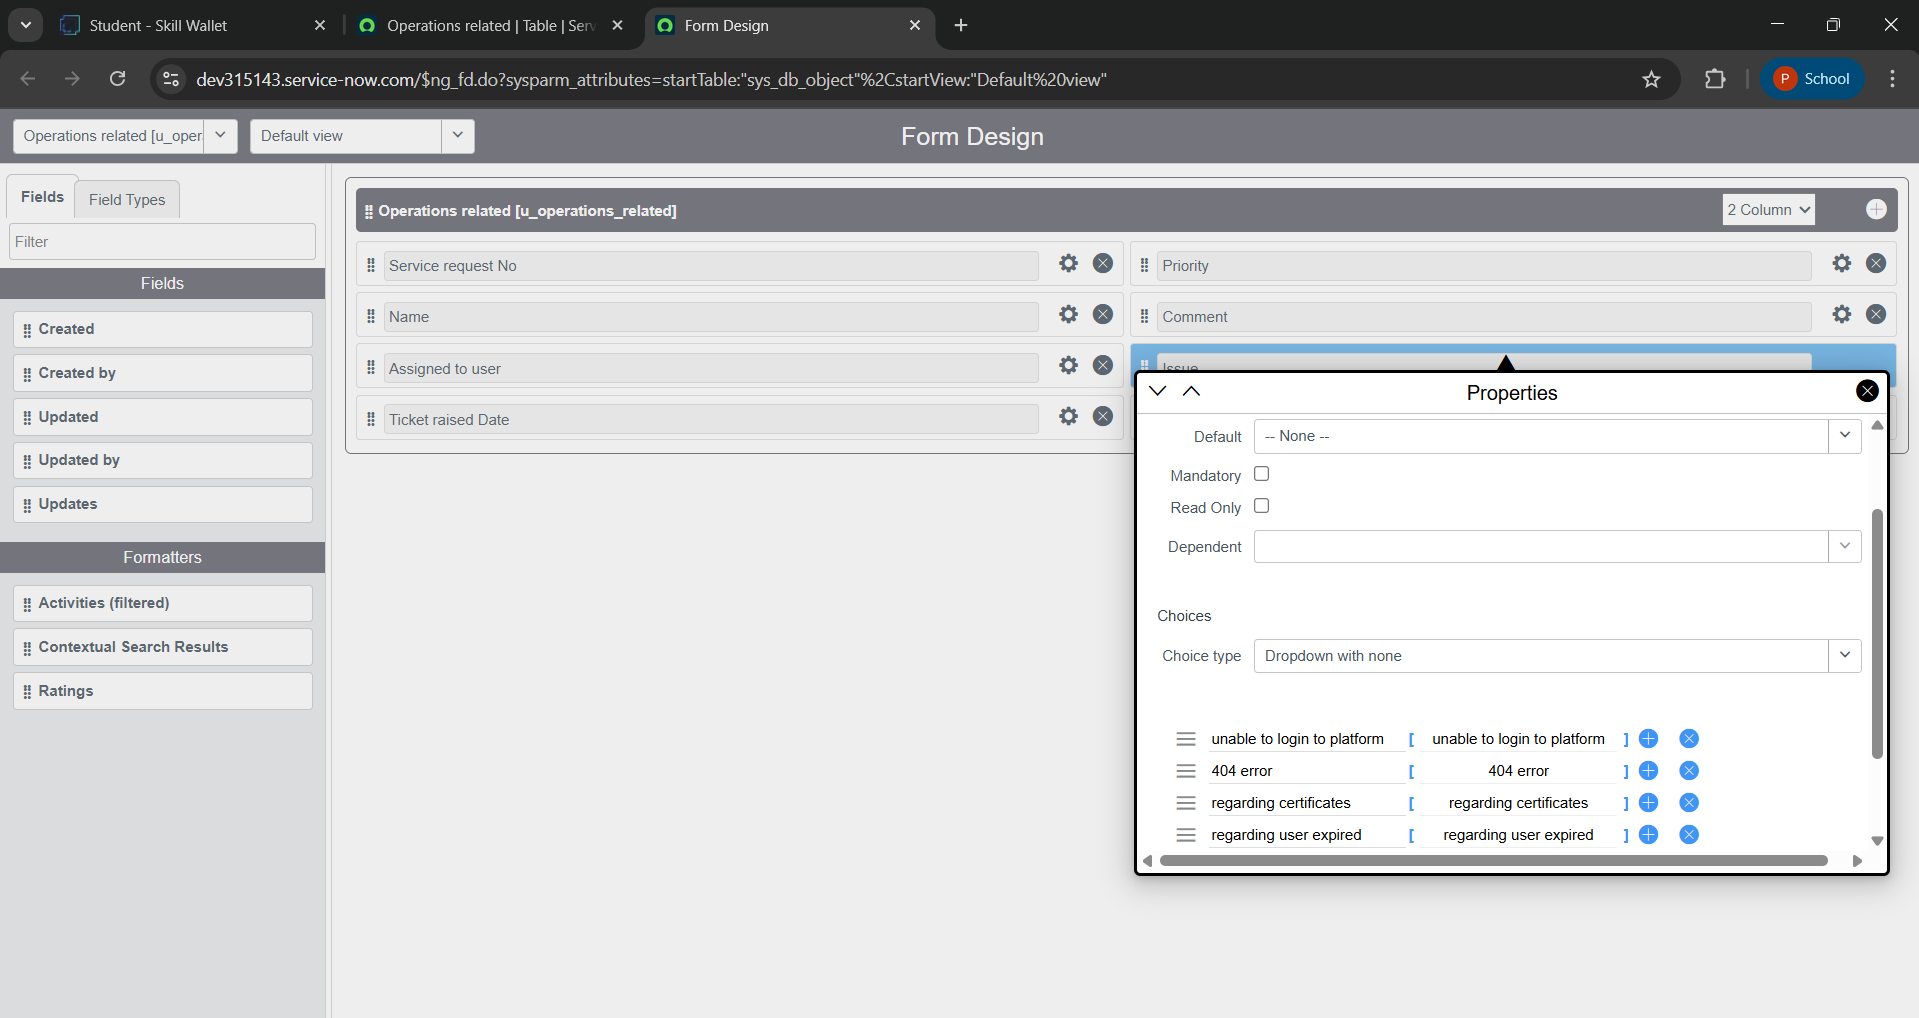 Student - Skill Wallet
Operations related | Table | Serv
Form Design
dev315143.service-now.com/$ng_fd.do?sysparm_attributes=startTable:"sys_db_object"%2CstartView:"Default%20view"
P School
Operations related [u_oper
Default view
Form Design
Fields
Field Types
Filter
Fields
Created
Created by
Updated
Updated by
Updates
Formatters
Activities (filtered)
Contextual Search Results
Ratings
Operations related [u_operations_related]
2 Column
Service request No
Priority
Name
Comment
Assigned to user
Issue
Ticket raised Date
Properties
Default -- None --
Mandatory
Read Only
Dependent
Choices
Choice type Dropdown with none
unable to login to platform [ unable to login to platform ]
404 error [ 404 error ]
regarding certificates [ regarding certificates ]
regarding user expired [ regarding user expired ]